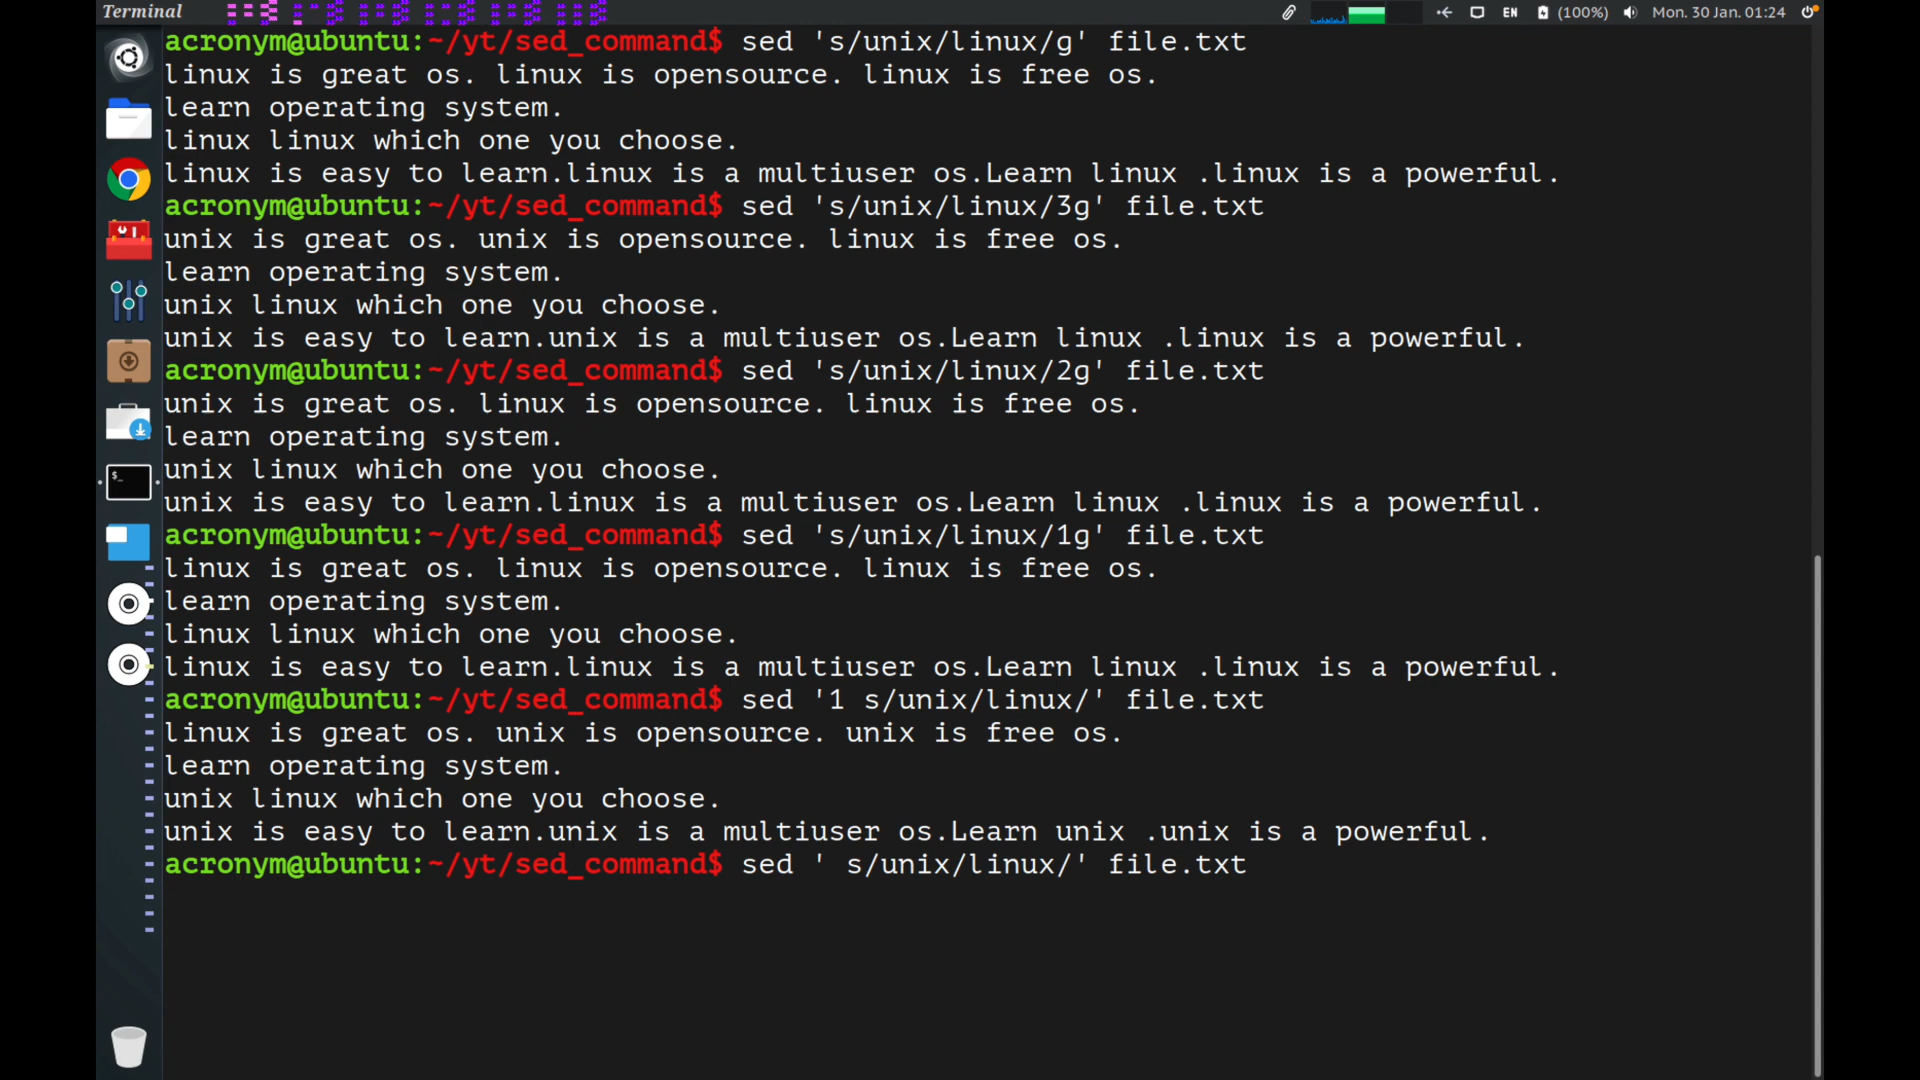 Terminal
EN (100%) Mon. 30 Jan. 01:24
acronym@ubuntu:~/yt/sed_command$ sed 's/unix/linux/g' file.txt
linux is great os. linux is opensource. linux is free os.
learn operating system.
linux linux which one you choose.
linux is easy to learn.linux is a multiuser os.Learn linux .linux is a powerful.
acronym@ubuntu:~/yt/sed_command$ sed 's/unix/linux/3g' file.txt
unix is great os. unix is opensource. linux is free os.
learn operating system.
unix linux which one you choose.
unix is easy to learn.unix is a multiuser os.Learn linux .linux is a powerful.
acronym@ubuntu:~/yt/sed_command$ sed 's/unix/linux/2g' file.txt
unix is great os. linux is opensource. linux is free os.
learn operating system.
unix linux which one you choose.
unix is easy to learn.linux is a multiuser os.Learn linux .linux is a powerful.
acronym@ubuntu:~/yt/sed_command$ sed 's/unix/linux/1g' file.txt
linux is great os. linux is opensource. linux is free os.
learn operating system.
linux linux which one you choose.
linux is easy to learn.linux is a multiuser os.Learn linux .linux is a powerful.
acronym@ubuntu:~/yt/sed_command$ sed '1 s/unix/linux/' file.txt
linux is great os. unix is opensource. unix is free os.
learn operating system.
unix linux which one you choose.
unix is easy to learn.unix is a multiuser os.Learn unix .unix is a powerful.
acronym@ubuntu:~/yt/sed_command$ sed ' s/unix/linux/' file.txt